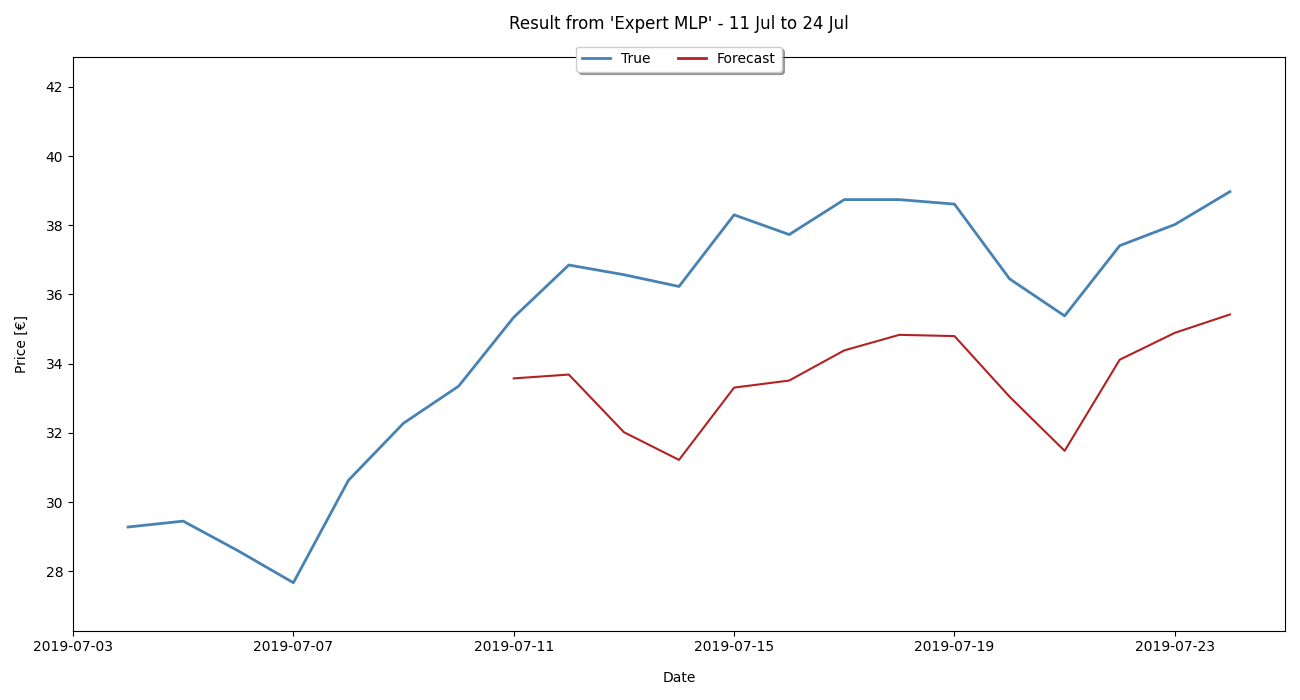 Result from 'Expert MLP' - 11 Jul to 24 Jul
True Forecast
42
40
38
36
34
32
30
28
Price [€]
2019-07-03 2019-07-07 2019-07-11 2019-07-15 2019-07-19 2019-07-23
Date